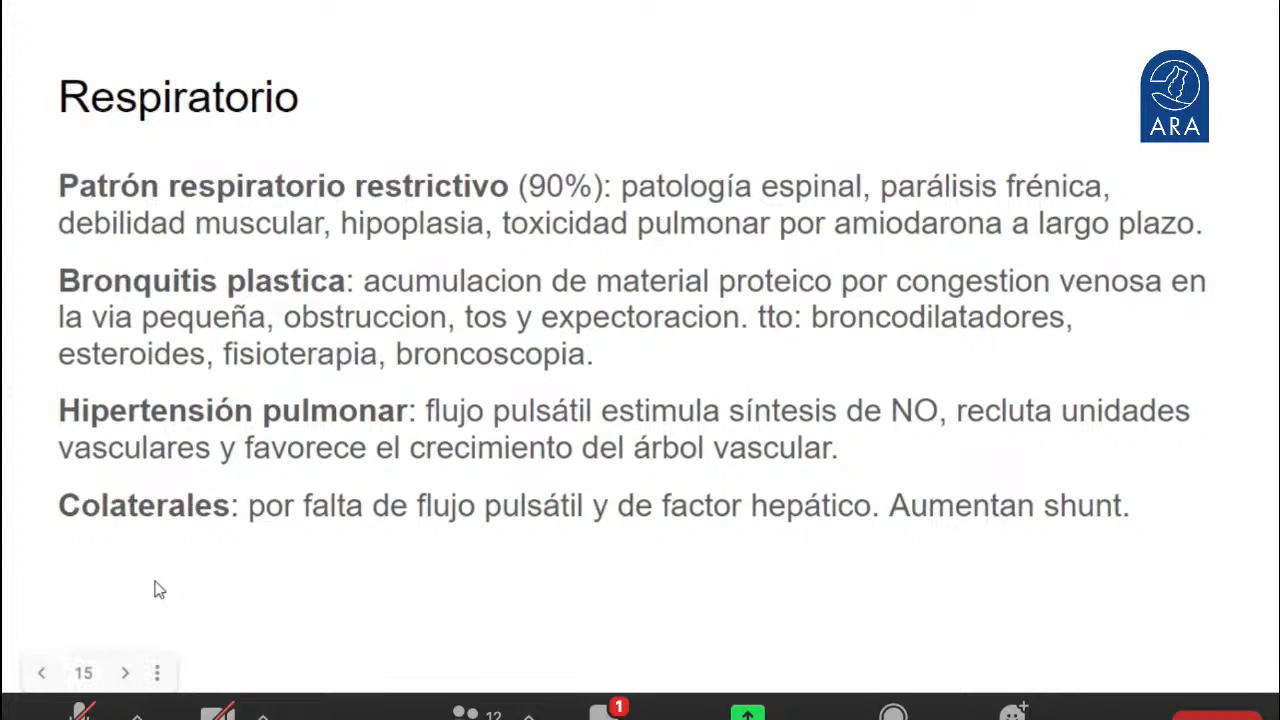 Respiratorio
ARA
Patrón respiratorio restrictivo (90%): patología espinal, parálisis frénica,
debilidad muscular, hipoplasia, toxicidad pulmonar por amiodarona a largo plazo.
Bronquitis plastica: acumulacion de material proteico por congestion venosa en
la via pequeña, obstruccion, tos y expectoracion. tto: broncodilatadores,
esteroides, fisioterapia, broncoscopia.
Hipertensión pulmonar: flujo pulsátil estimula síntesis de NO, recluta unidades
vasculares y favorece el crecimiento del árbol vascular.
Colaterales: por falta de flujo pulsátil y de factor hepático. Aumentan shunt.
15
12
1